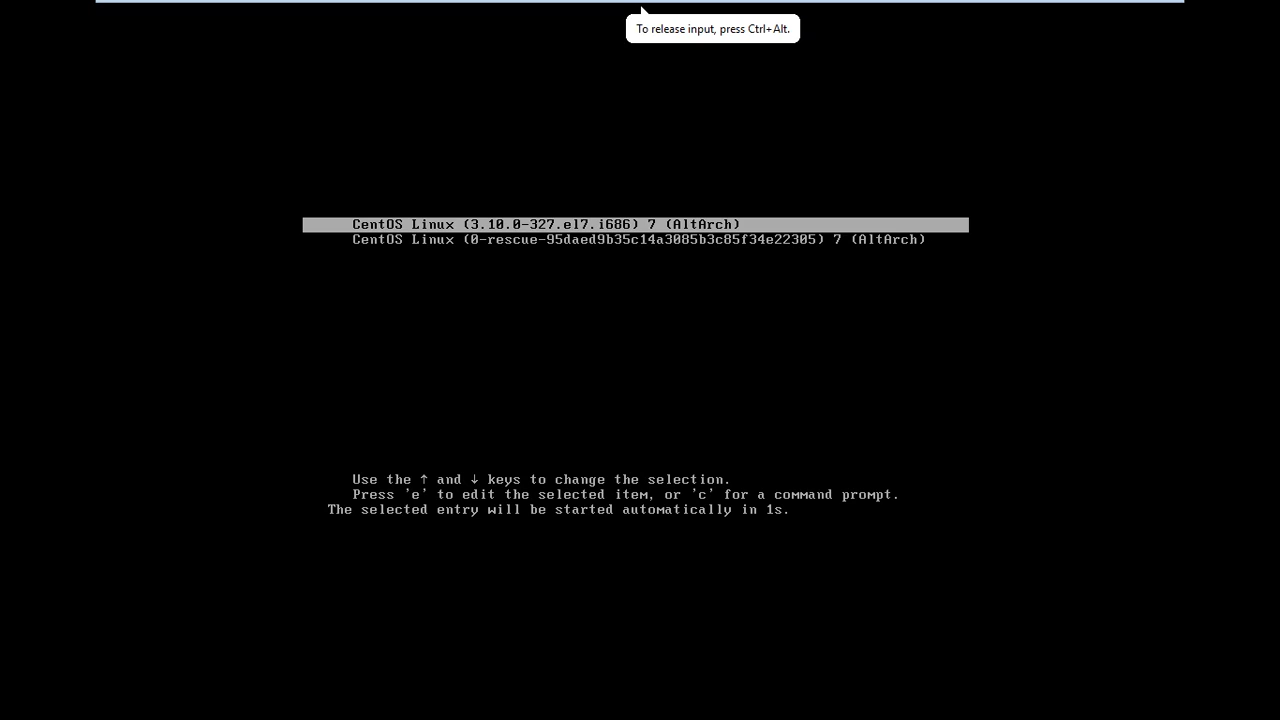 To release input, press Ctrl+Alt.
CentOS Linux (3.10.0-327.el7.i686) 7 (AltArch)
CentOS Linux (0-rescue-95daed9b35c14a3085b3c85f34e22305) 7 (AltArch)
Use the ↑ and ↓ keys to change the selection.
Press 'e' to edit the selected item, or 'c' for a command prompt.
The selected entry will be started automatically in 1s.